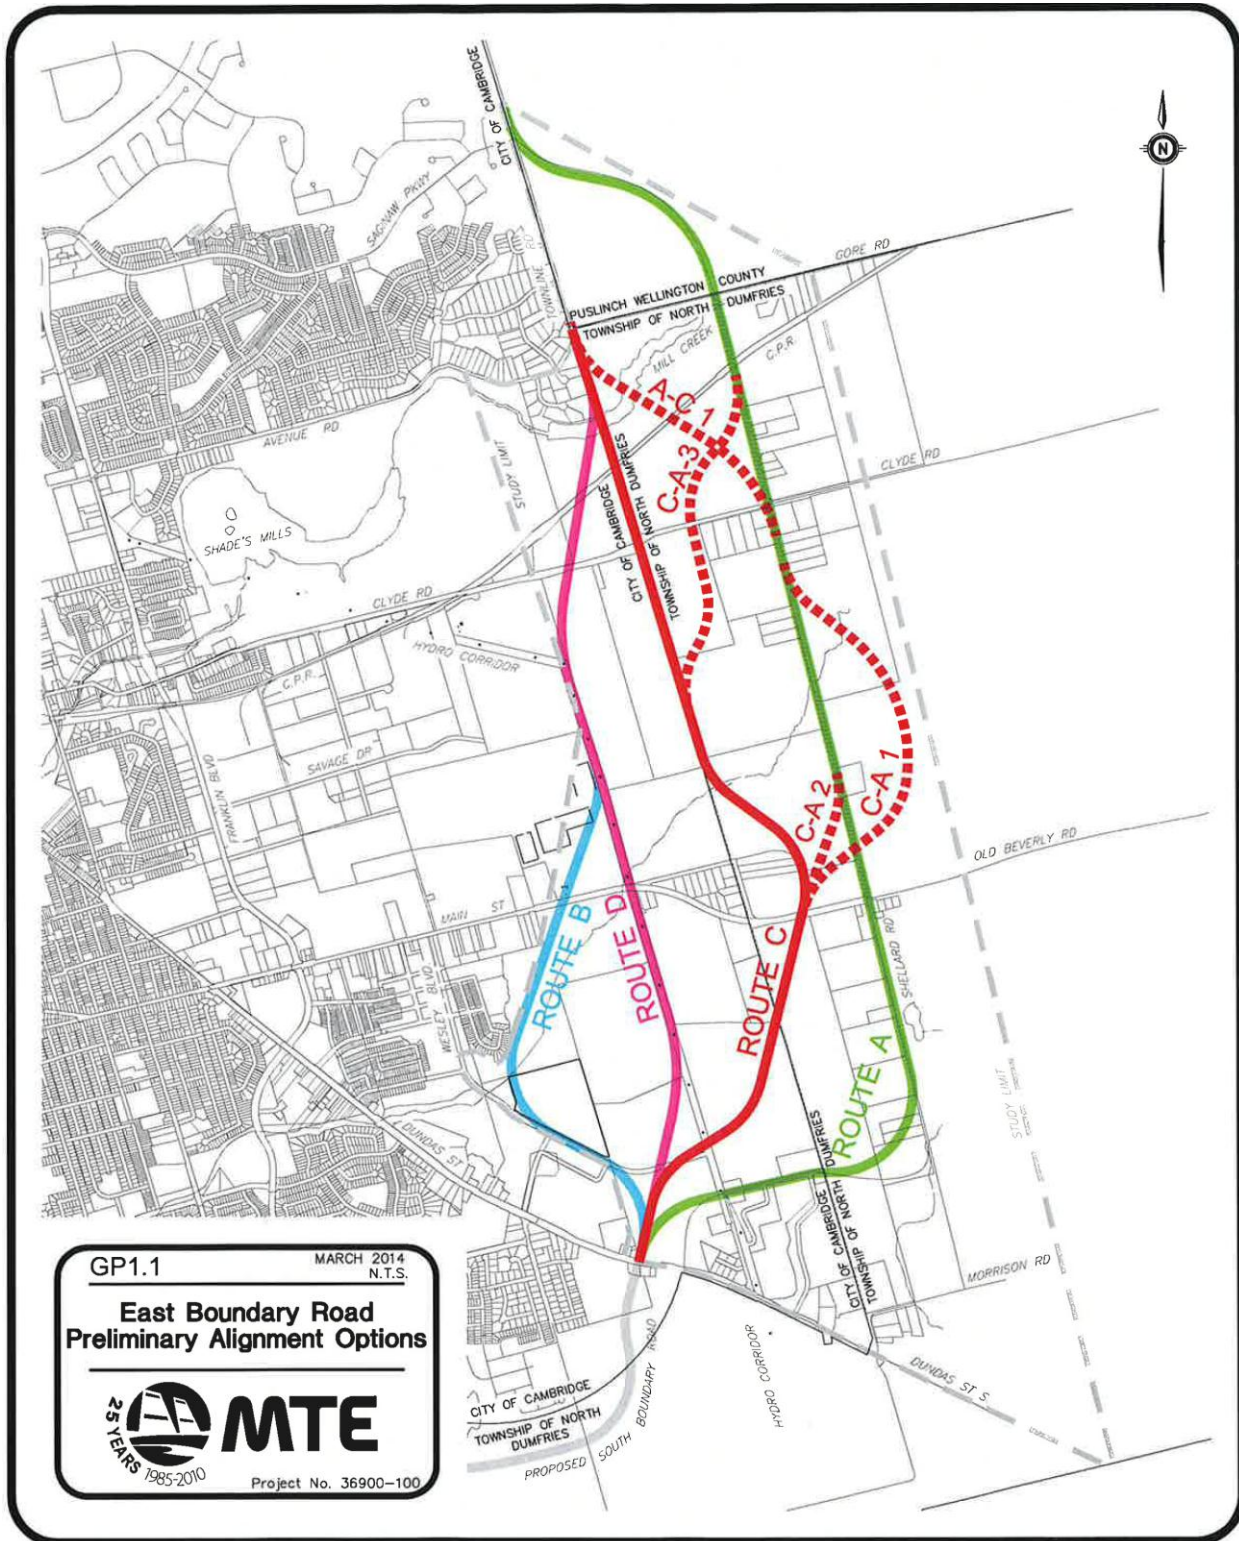 CITY OF CAMBRIDGE
CITY OF CAMBRIDGE
SAGINAW PKWY
N
TOWNLINE RD
GORE RD
PUSLINCH WELLINGTON COUNTY
TOWNSHIP OF NORTH DUMFRIES
MILL CREEK
C.P.R.
A-C 1
AVENUE RD
STUDY LIMIT
C-A-3
CLYDE RD
CITY OF CAMBRIDGE
TOWNSHIP OF NORTH DUMFRIES
SHADE'S MILLS
CLYDE RD
HYDRO CORRIDOR
C.P.R.
SAVAGE DR
FRANKLIN BLVD
C-A 2
C-A 1
OLD BEVERLY RD
MAIN ST
ROUTE B
ROUTE D
ROUTE C
SHELLARD RD
WESLEY BLVD.
ROUTE A
STUDY LIMIT
DUNDAS ST
CITY OF CAMBRIDGE
TOWNSHIP OF NORTH DUMFRIES
MORRISON RD
GP1.1
MARCH 2014
N.T.S.
East Boundary Road
Preliminary Alignment Options
25 YEARS
1985-2010
MTE
Project No. 36900-100
HYDRO CORRIDOR
DUNDAS ST S
CITY OF CAMBRIDGE
TOWNSHIP OF NORTH
DUMFRIES
PROPOSED SOUTH BOUNDARY ROAD